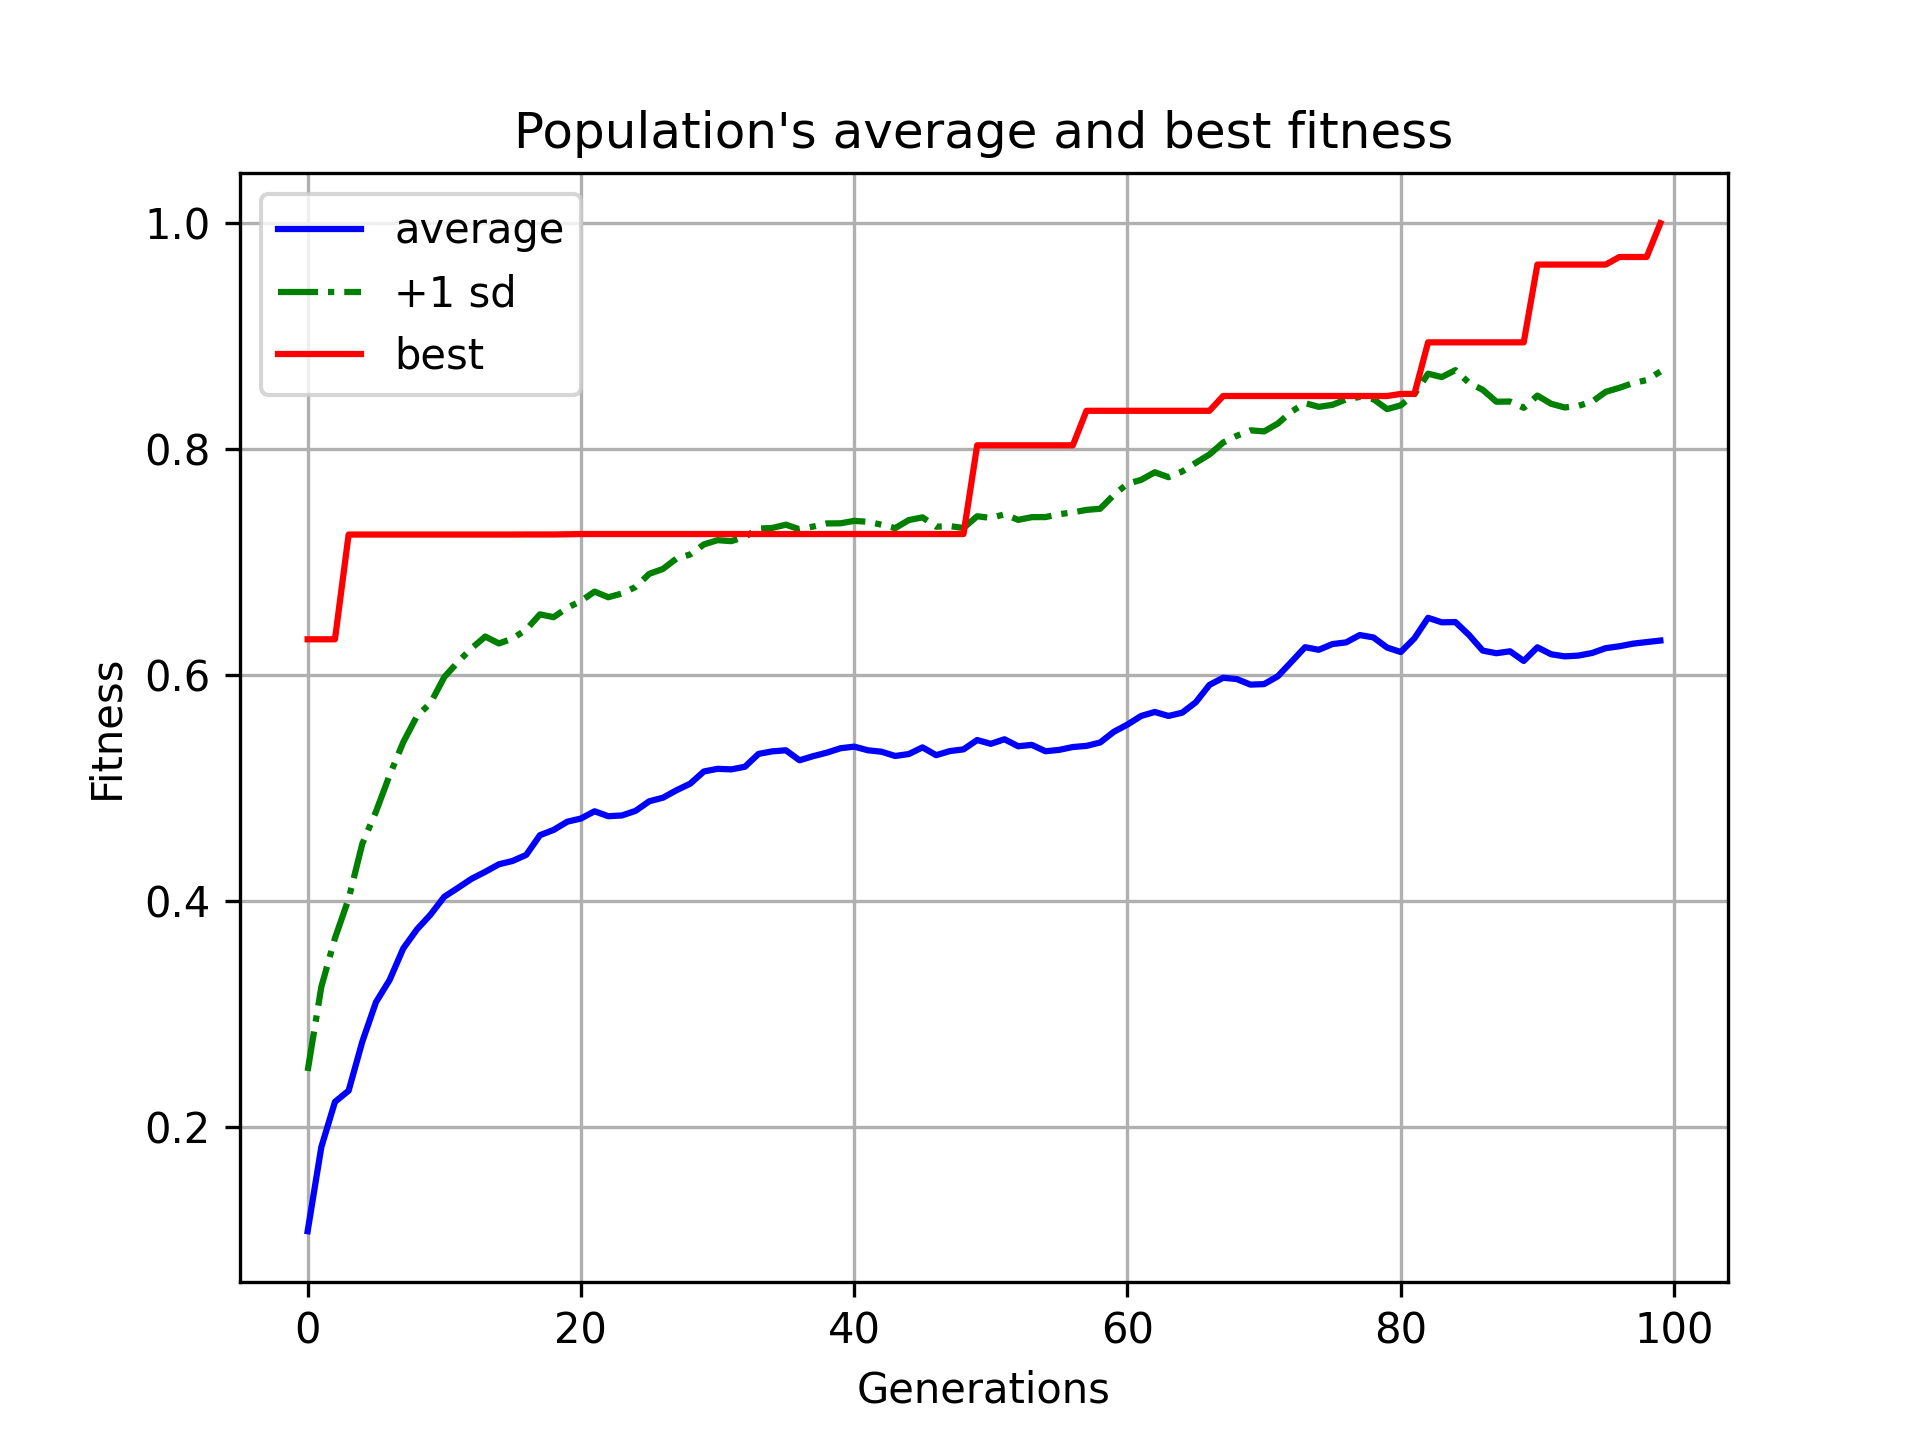 Population's average and best fitness
average
+1 sd
best
Fitness
1.0
0.8
0.6
0.4
0.2
0 20 40 60 80 100
Generations